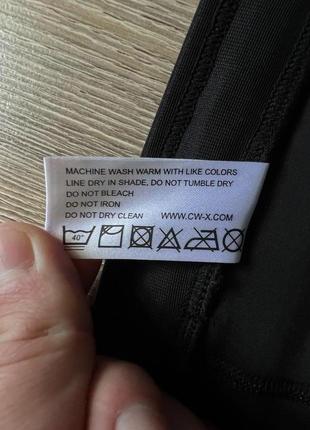 MACHINE WASH WARM WITH LIKE COLORS
LINE DRY IN SHADE, DO NOT TUMBLE DRY
DO NOT BLEACH
DO NOT IRON
DO NOT DRY CLEAN WWW.CW-X.COM
40°